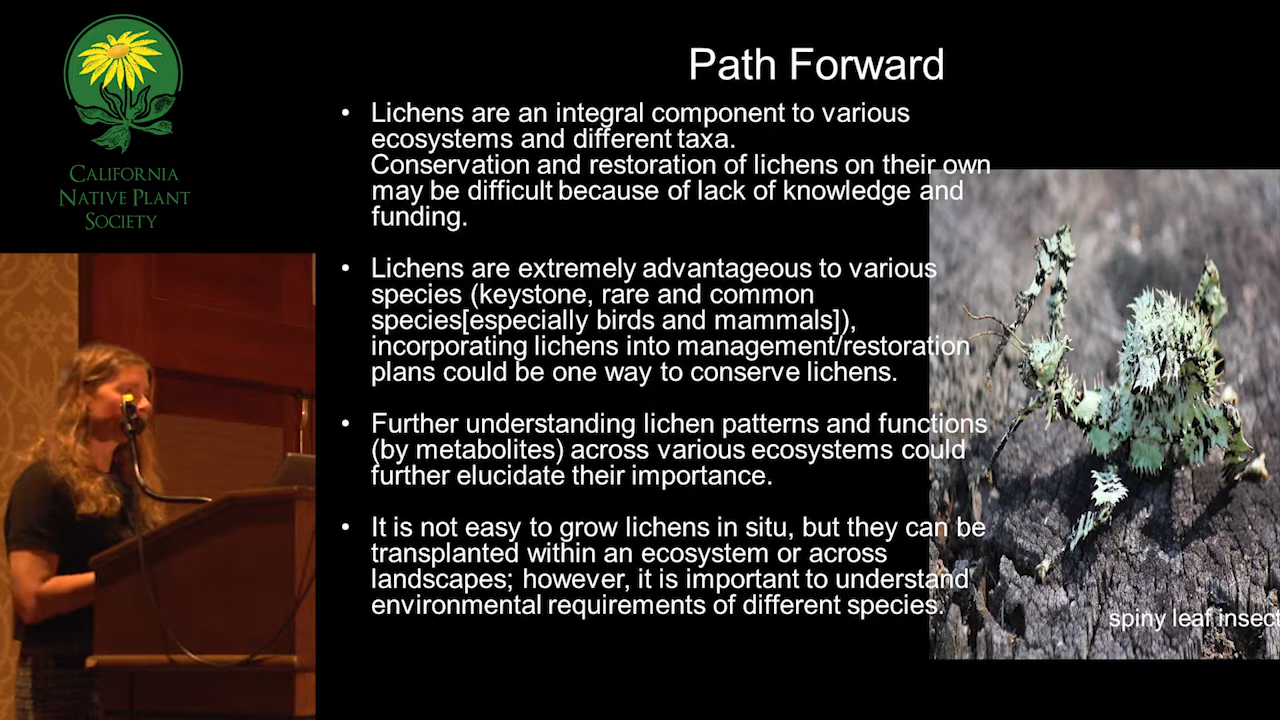 CALIFORNIA
NATIVE PLANT
SOCIETY
Path Forward
• Lichens are an integral component to various
ecosystems and different taxa.
Conservation and restoration of lichens on their own
may be difficult because of lack of knowledge and
funding.
• Lichens are extremely advantageous to various
species (keystone, rare and common
species[especially birds and mammals]),
incorporating lichens into management/restoration
plans could be one way to conserve lichens.
• Further understanding lichen patterns and functions
(by metabolites) across various ecosystems could
further elucidate their importance.
• It is not easy to grow lichens in situ, but they can be
transplanted within an ecosystem or across
landscapes; however, it is important to understand
environmental requirements of different species.
spiny leaf insect